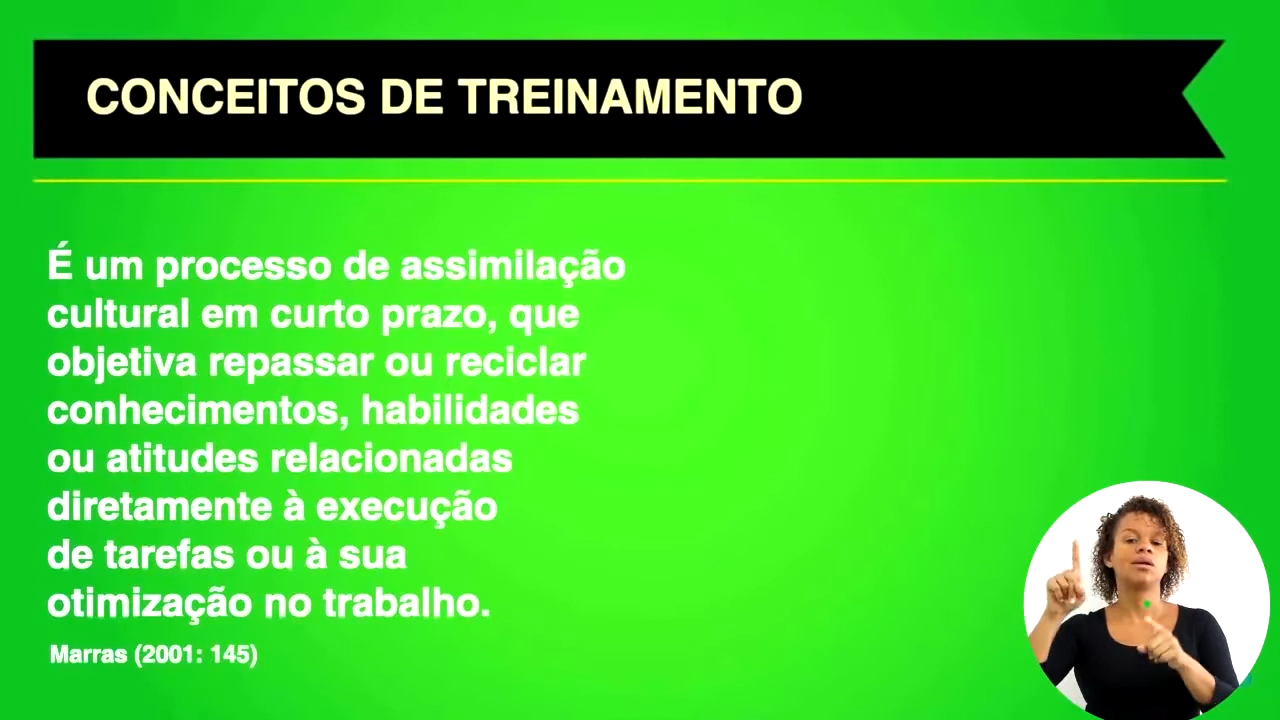 CONCEITOS DE TREINAMENTO
É um processo de assimilação
cultural em curto prazo, que
objetiva repassar ou reciclar
conhecimentos, habilidades
ou atitudes relacionadas
diretamente à execução
de tarefas ou à sua
otimização no trabalho.
Marras (2001: 145)